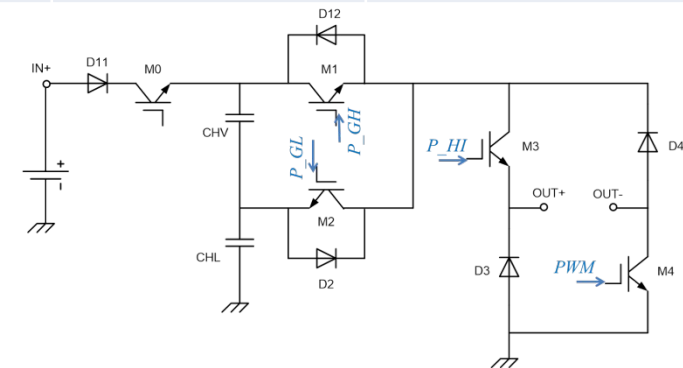 D12
D11
IN+
M0
M1
CHV
P_GL
P_GH
P_HI
M3
D4
OUT+
OUT-
M2
CHL
D2
D3
PWM
M4
+
-